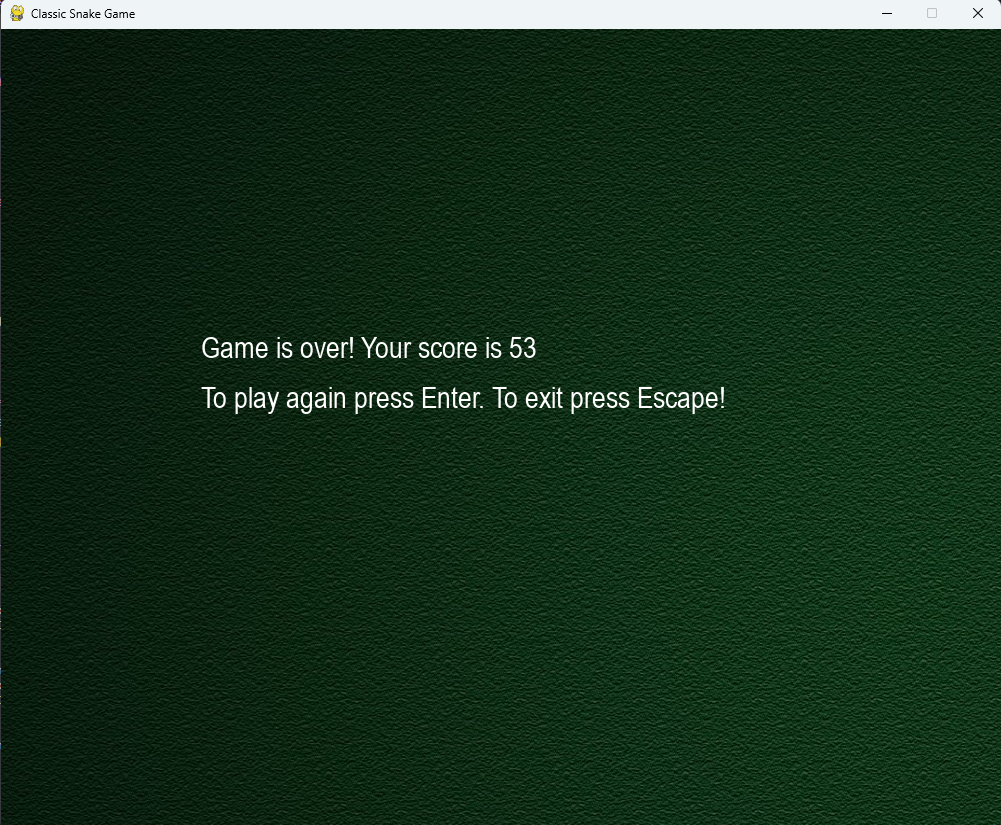 Classic Snake Game
Game is over! Your score is 53
To play again press Enter. To exit press Escape!